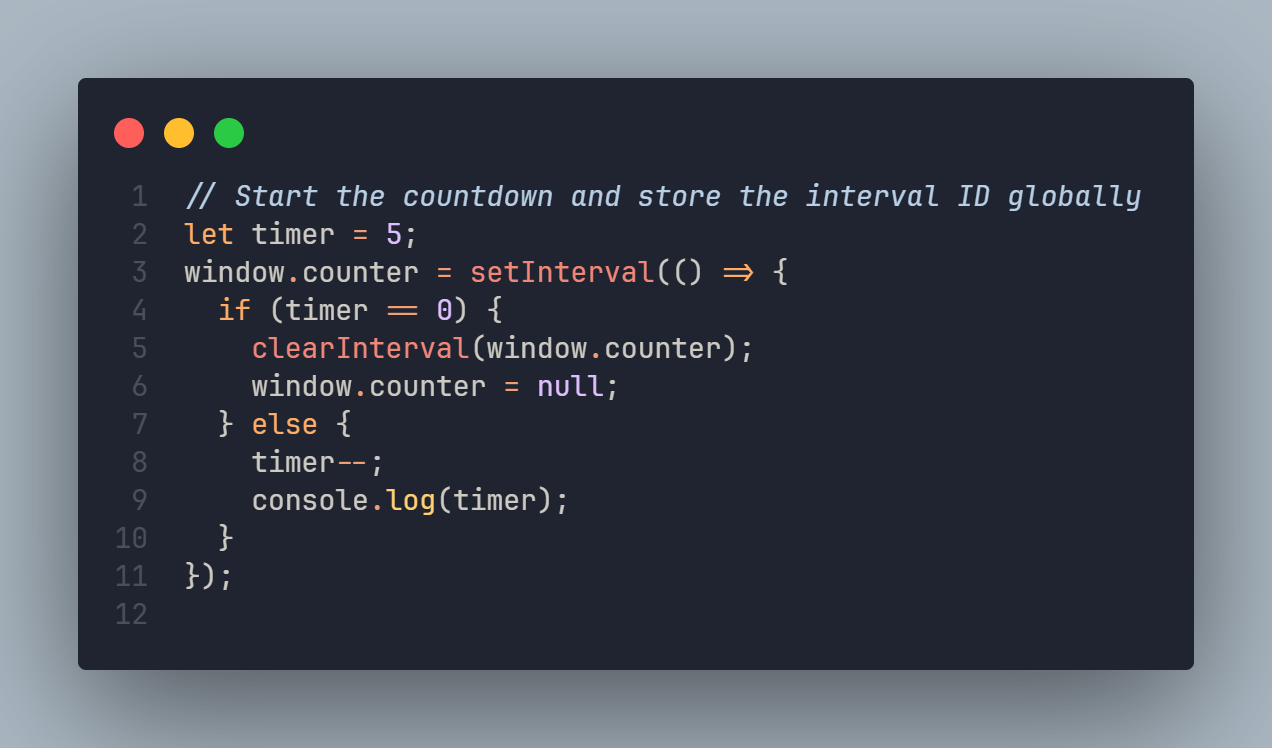 1 // Start the countdown and store the interval ID globally
2 let timer = 5;
3 window.counter = setInterval(() => {
4   if (timer == 0) {
5     clearInterval(window.counter);
6     window.counter = null;
7   } else {
8     timer--;
9     console.log(timer);
10   }
11 });
12